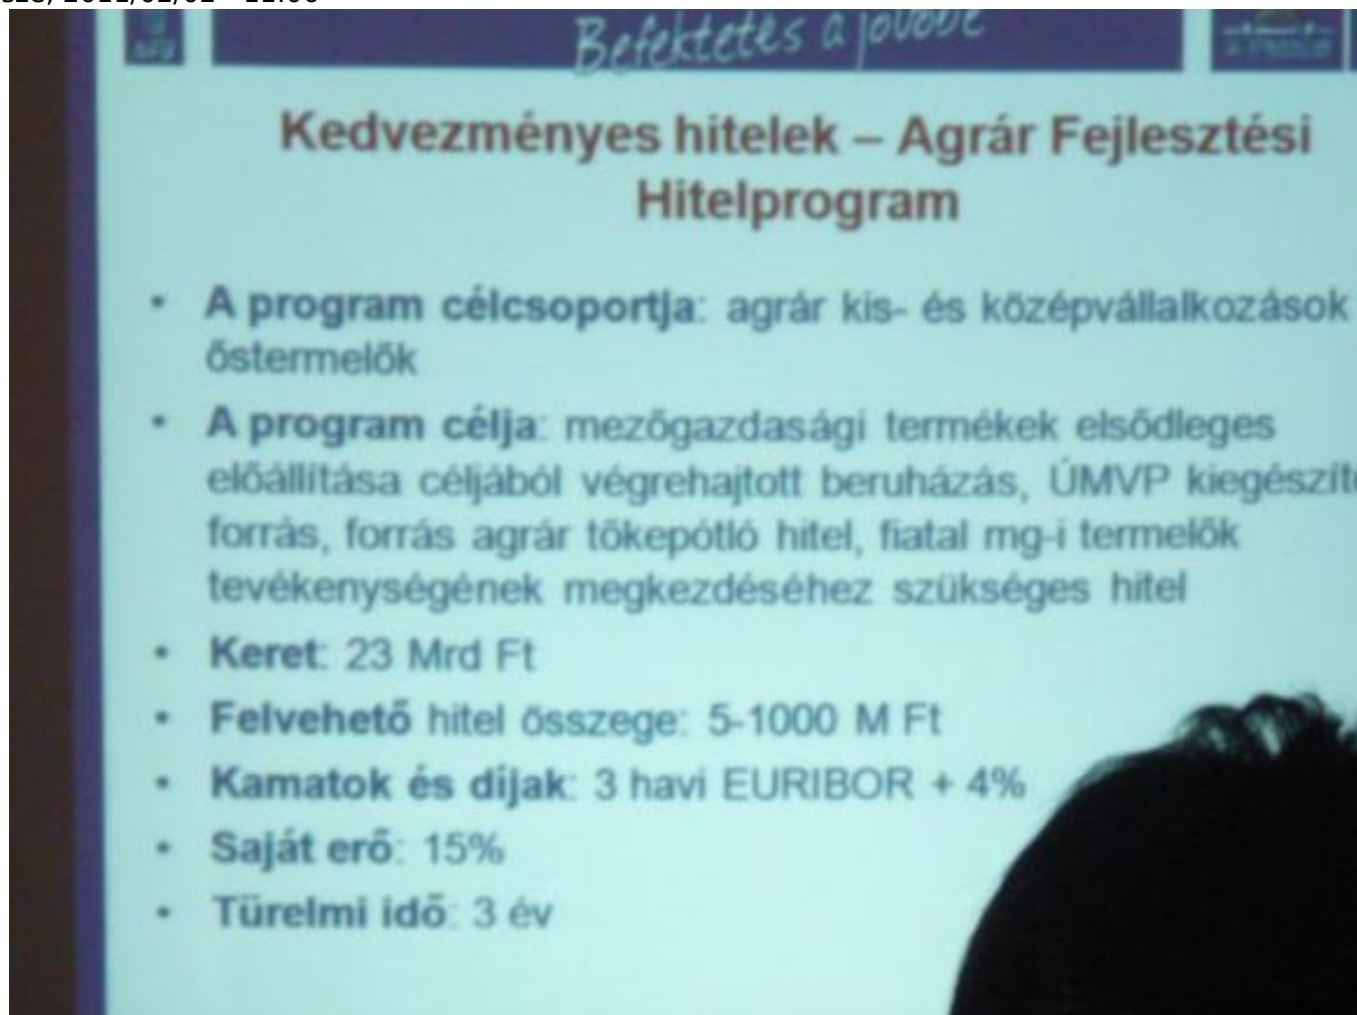 Befektetés a jövőbe
Kedvezményes hitelek – Agrár Fejlesztési
Hitelprogram
• A program célcsoportja: agrár kis- és középvállalkozások
őstermelők
• A program célja: mezőgazdasági termékek elsődleges
előállítása céljából végrehajtott beruházás, ÚMVP
forrás, forrás agrár tőkepótló hitel, fiatal mg-i termelők
tevékenységének megkezdéséhez szükséges hitel
• Keret: 23 Mrd Ft
• Felvehető hitel összege: 5-1000 M Ft
• Kamatok és díjak: 3 havi EURIBOR + 4%
• Saját erő: 15%
• Türelmi idő: 3 év